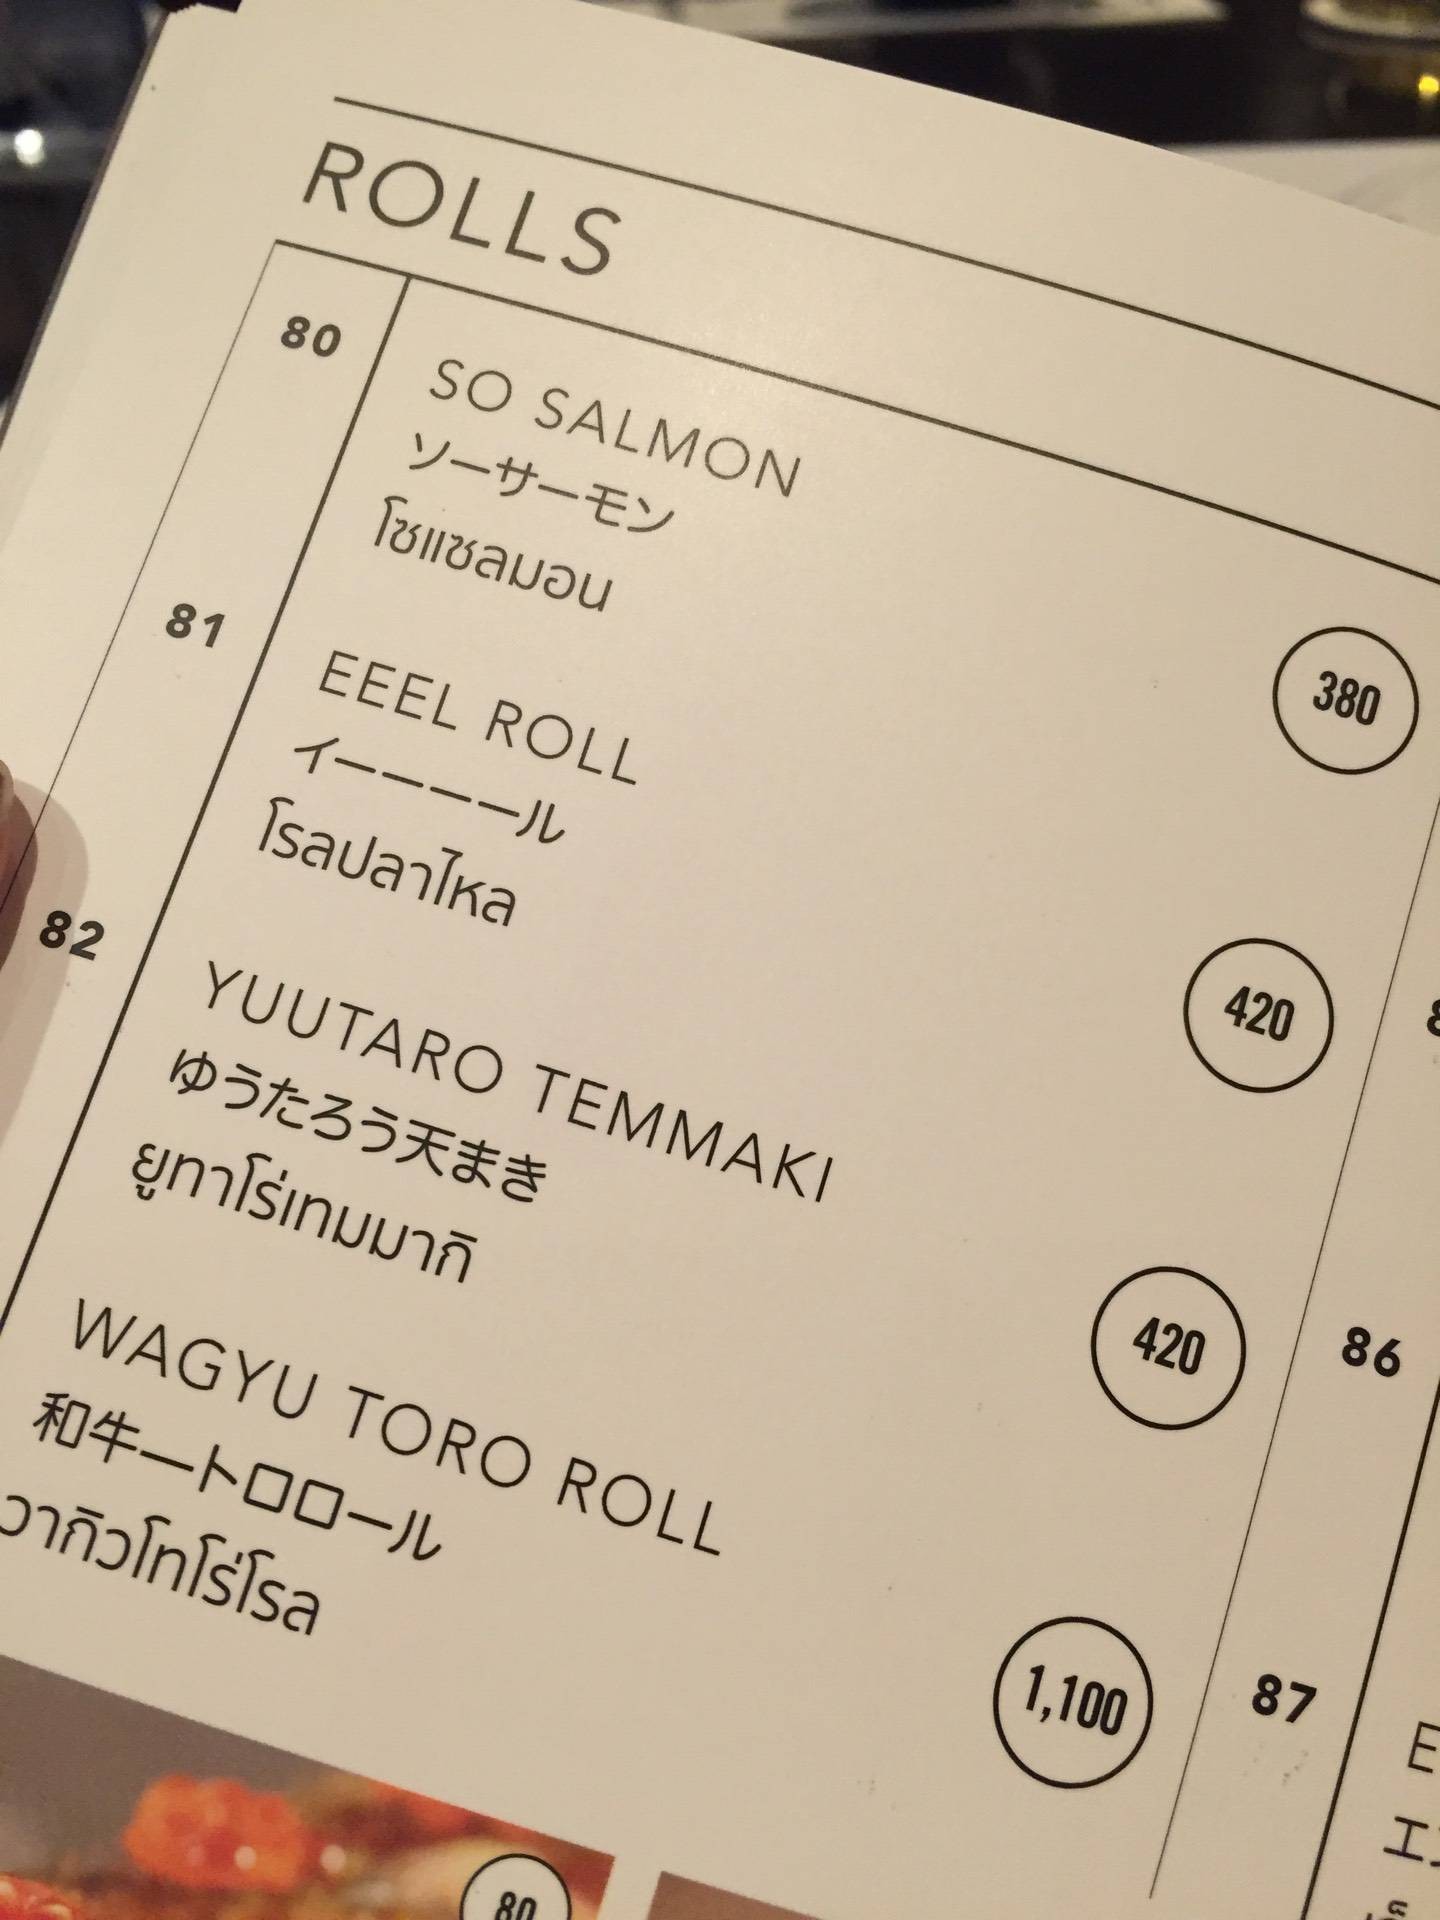 ROLLS
80
SO SALMON
ソーサーモン
โซแซลมอน
380
81
EEEL ROLL
イーーーール
โรลปลาไหล
420
82
YUUTARO TEMMAKI
ゆうたろう天まき
ยูทาโร่เทมมากิ
420
WAGYU TORO ROLL
和牛ートロロール
วากิวโทโร่โรล
1,100
80
86
87